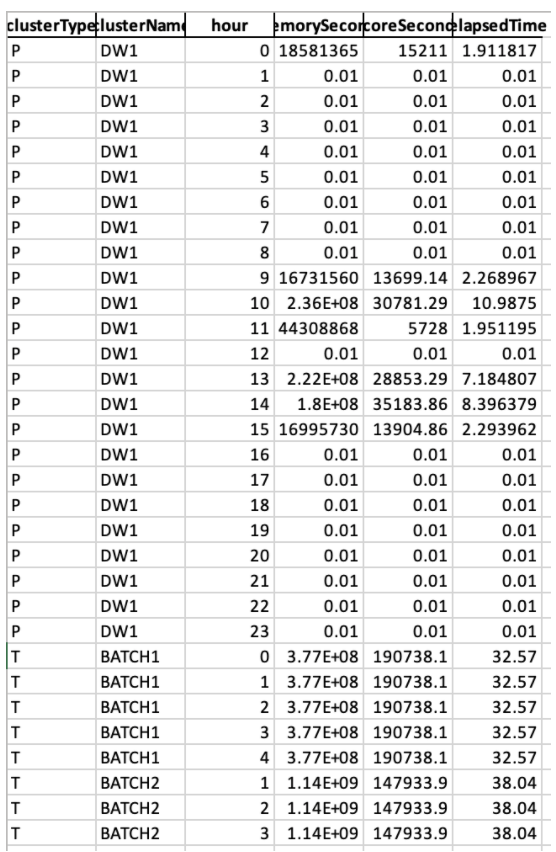 clusterType clusterName hour emorySecon coreSecond elapsedTime
P DW1 0 18581365 15211 1.911817
P DW1 1 0.01 0.01 0.01
P DW1 2 0.01 0.01 0.01
P DW1 3 0.01 0.01 0.01
P DW1 4 0.01 0.01 0.01
P DW1 5 0.01 0.01 0.01
P DW1 6 0.01 0.01 0.01
P DW1 7 0.01 0.01 0.01
P DW1 8 0.01 0.01 0.01
P DW1 9 16731560 13699.14 2.268967
P DW1 10 2.36E+08 30781.29 10.9875
P DW1 11 44308868 5728 1.951195
P DW1 12 0.01 0.01 0.01
P DW1 13 2.22E+08 28853.29 7.184807
P DW1 14 1.8E+08 35183.86 8.396379
P DW1 15 16995730 13904.86 2.293962
P DW1 16 0.01 0.01 0.01
P DW1 17 0.01 0.01 0.01
P DW1 18 0.01 0.01 0.01
P DW1 19 0.01 0.01 0.01
P DW1 20 0.01 0.01 0.01
P DW1 21 0.01 0.01 0.01
P DW1 22 0.01 0.01 0.01
P DW1 23 0.01 0.01 0.01
T BATCH1 0 3.77E+08 190738.1 32.57
T BATCH1 1 3.77E+08 190738.1 32.57
T BATCH1 2 3.77E+08 190738.1 32.57
T BATCH1 3 3.77E+08 190738.1 32.57
T BATCH1 4 3.77E+08 190738.1 32.57
T BATCH2 1 1.14E+09 147933.9 38.04
T BATCH2 2 1.14E+09 147933.9 38.04
T BATCH2 3 1.14E+09 147933.9 38.04